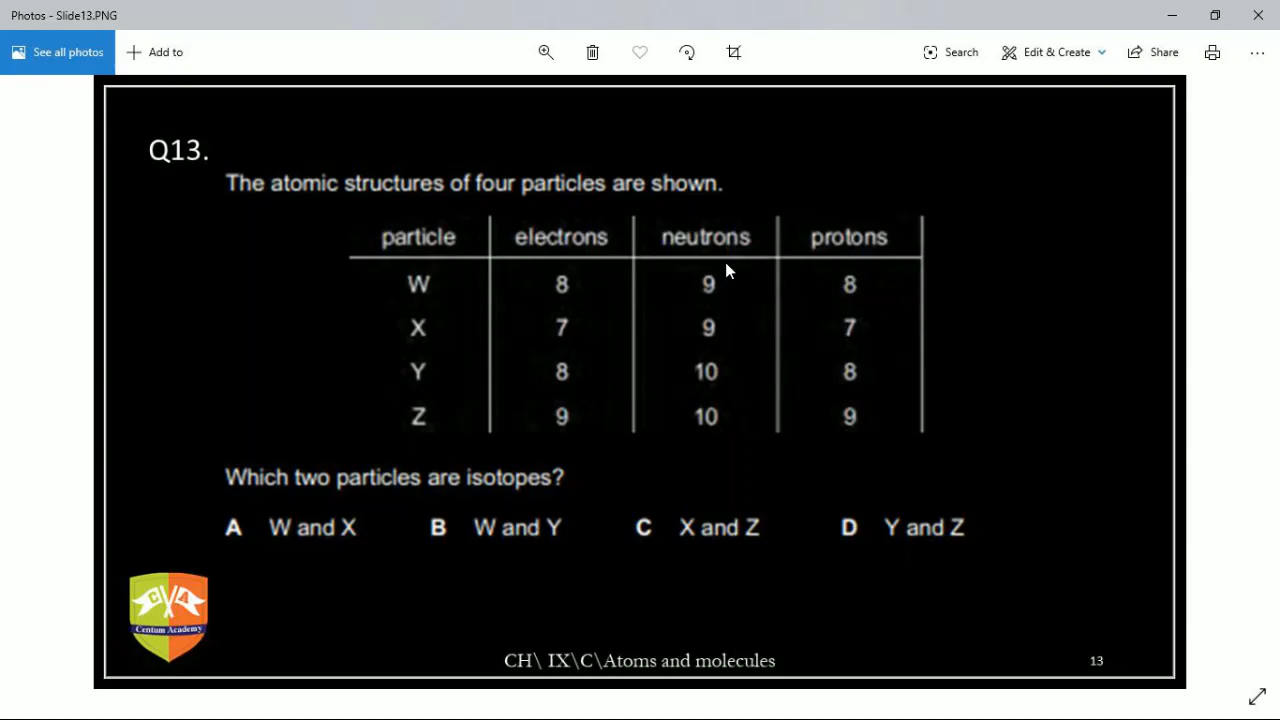 Photos - Slide13.PNG
See all photos
Add to
Search
Edit & Create
Share
Q13.
The atomic structures of four particles are shown.
particle electrons neutrons protons
W 8 9 8
X 7 9 7
Y 8 10 8
Z 9 10 9
Which two particles are isotopes?
A W and X B W and Y C X and Z D Y and Z
C A
Centum Academy
CH\ IX\C\Atoms and molecules
13